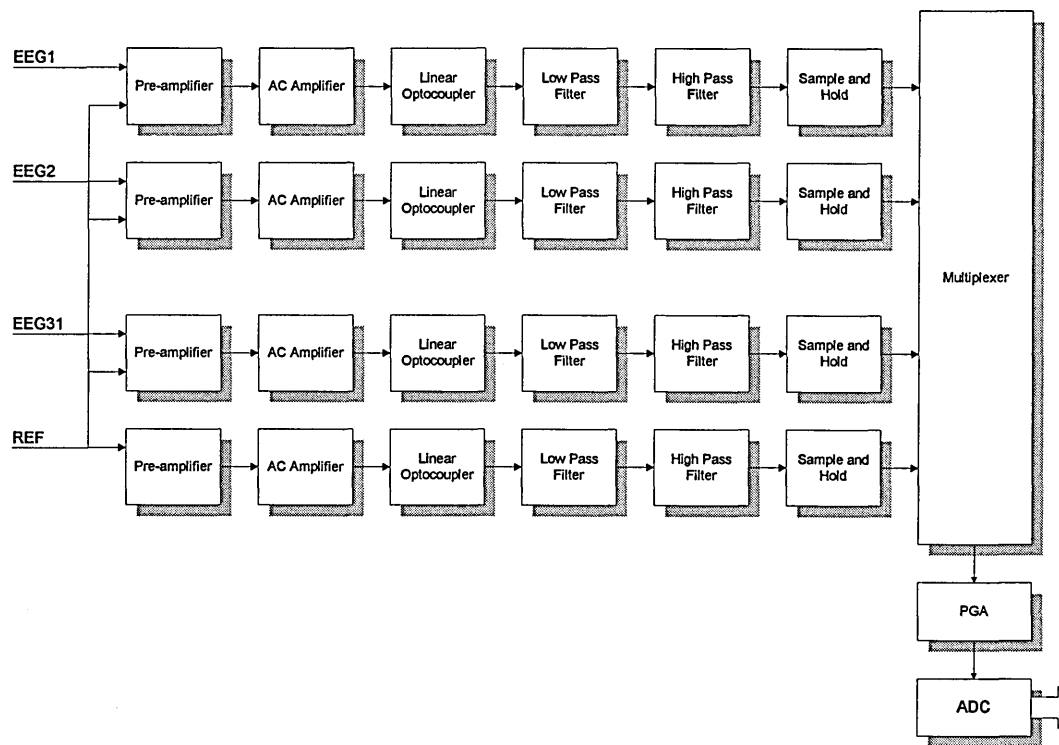 EEG1
Pre-amplifier
AC Amplifier
Linear
Optocoupler
Low Pass
Filter
High Pass
Filter
Sample and
Hold
EEG2
Pre-amplifier
AC Amplifier
Linear
Optocoupler
Low Pass
Filter
High Pass
Filter
Sample and
Hold
Multiplexer
EEG31
Pre-amplifier
AC Amplifier
Linear
Optocoupler
Low Pass
Filter
High Pass
Filter
Sample and
Hold
REF
Pre-amplifier
AC Amplifier
Linear
Optocoupler
Low Pass
Filter
High Pass
Filter
Sample and
Hold
PGA
ADC